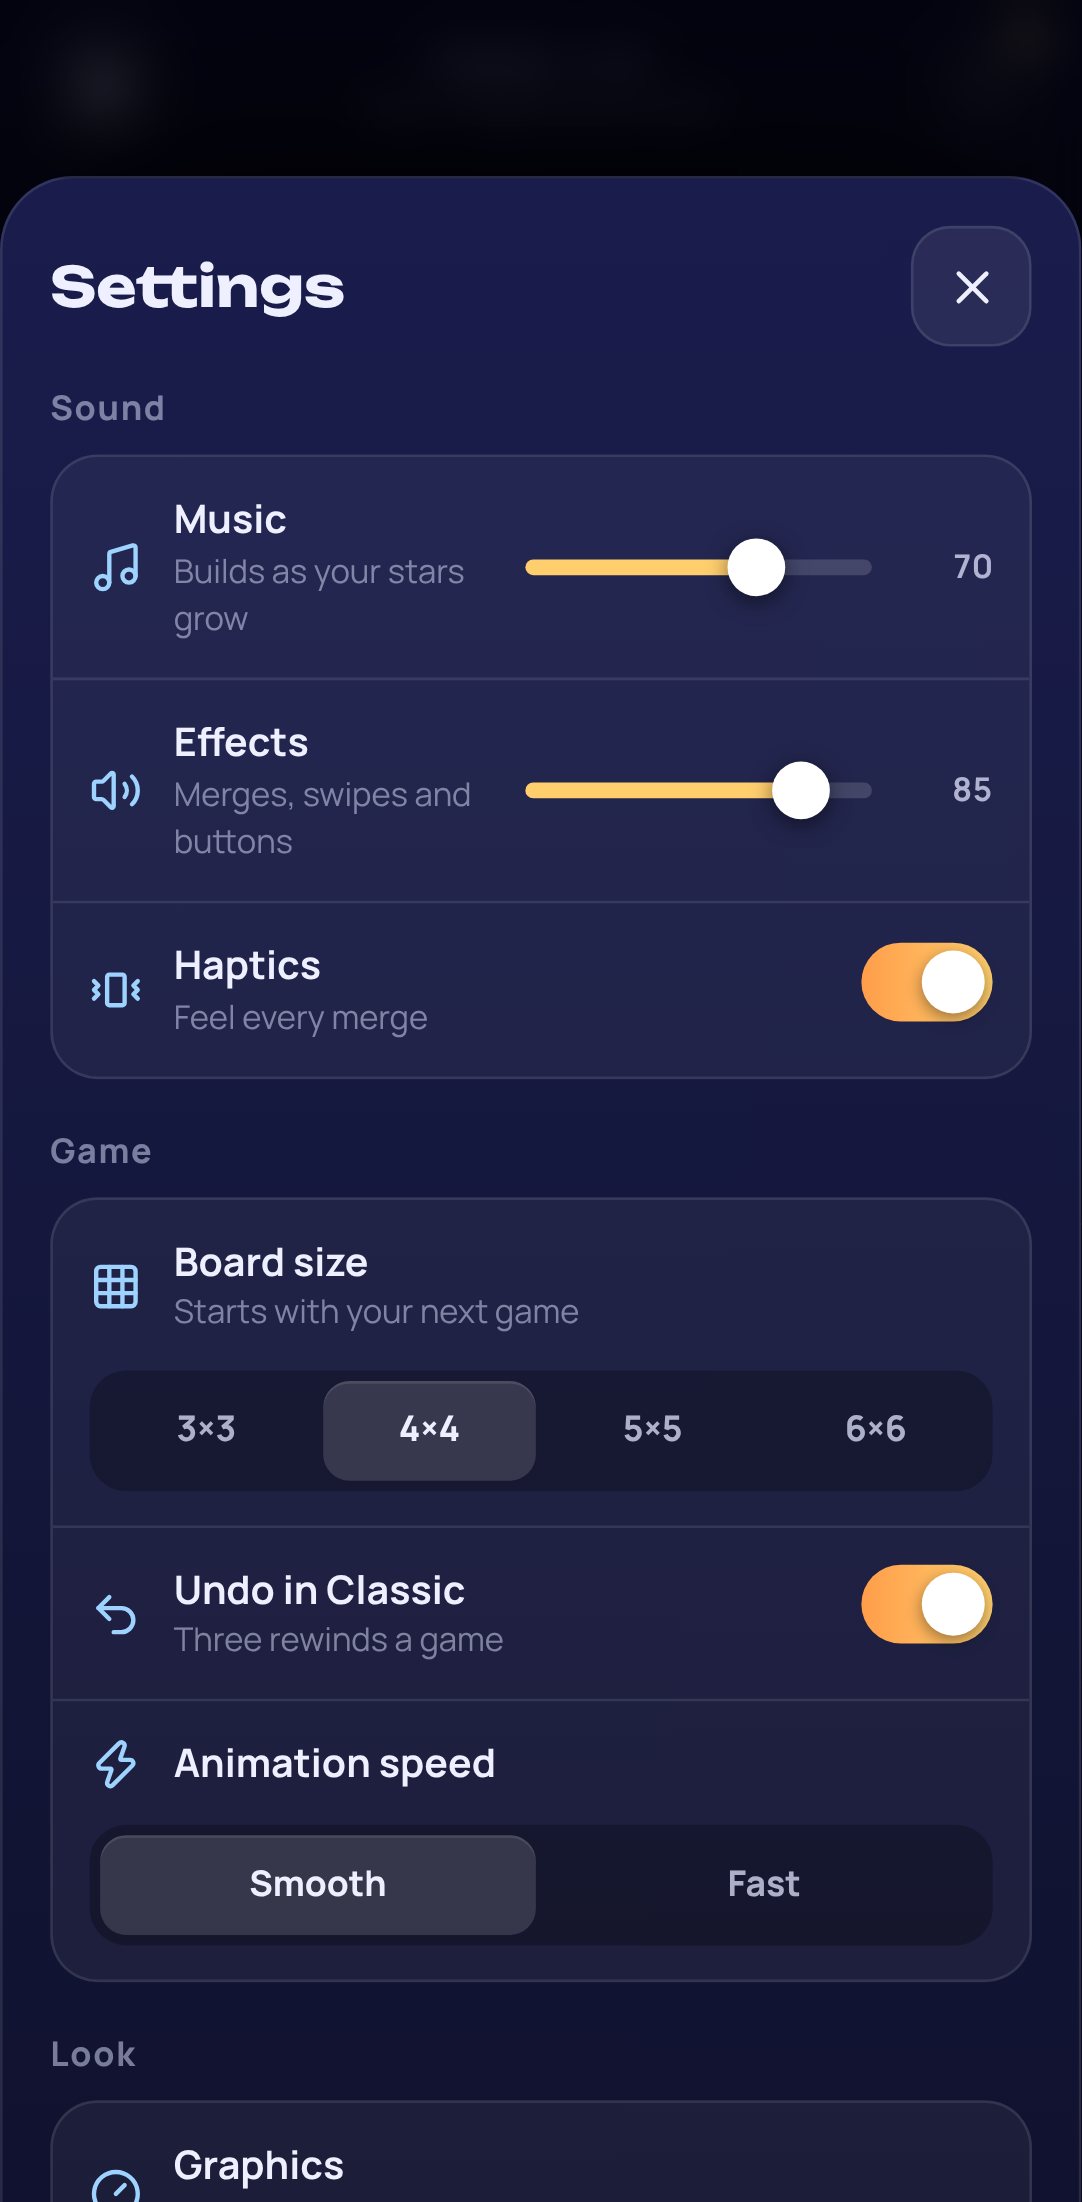 Settings
Sound
Music
Builds as your stars
grow
70
Effects
Merges, swipes and
buttons
85
Haptics
Feel every merge
Game
Board size
Starts with your next game
3×3 4×4 5×5 6×6
Undo in Classic
Three rewinds a game
Animation speed
Smooth Fast
Look
Graphics